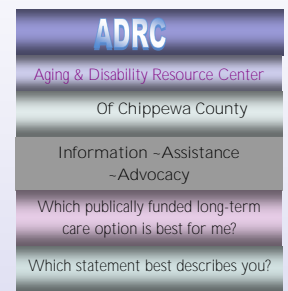 ADRC
Aging & Disability Resource Center
Of Chippewa County
Information ~Assistance
~Advocacy
Which publically funded long-term
care option is best for me?
Which statement best describes you?